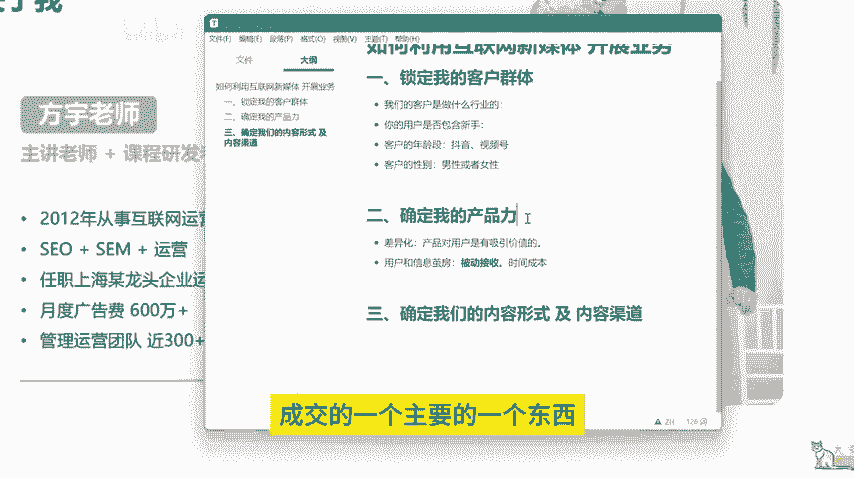 于我
文件(F) 编辑(E) 段落(P) 格式(O) 视图(V) 主题(T) 帮助(H)
文件
大纲
如何利用互联网新媒体 开展业务
一、锁定我的客户群体
二、确定我的产品力
三、确定我们的内容形式 及
内容渠道
如何利用互联网新媒体 开展业务
一、锁定我的客户群体
我们的客户是做什么行业的:
你的用户是否包含新手:
客户的年龄段: 抖音、视频号
客户的性别: 男性或者女性
二、确定我的产品力
差异化: 产品对用户是有吸引价值的。
用户和信息茧房: 被动接收。时间成本
三、确定我们的内容形式 及 内容渠道
ZH 126
方宇老师
主讲老师 + 课程研发
2012年从事互联网运营
SEO + SEM + 运营
任职上海某龙头企业运
月度广告费 600万+
管理运营团队 近300+
成交的一个主要的一个东西